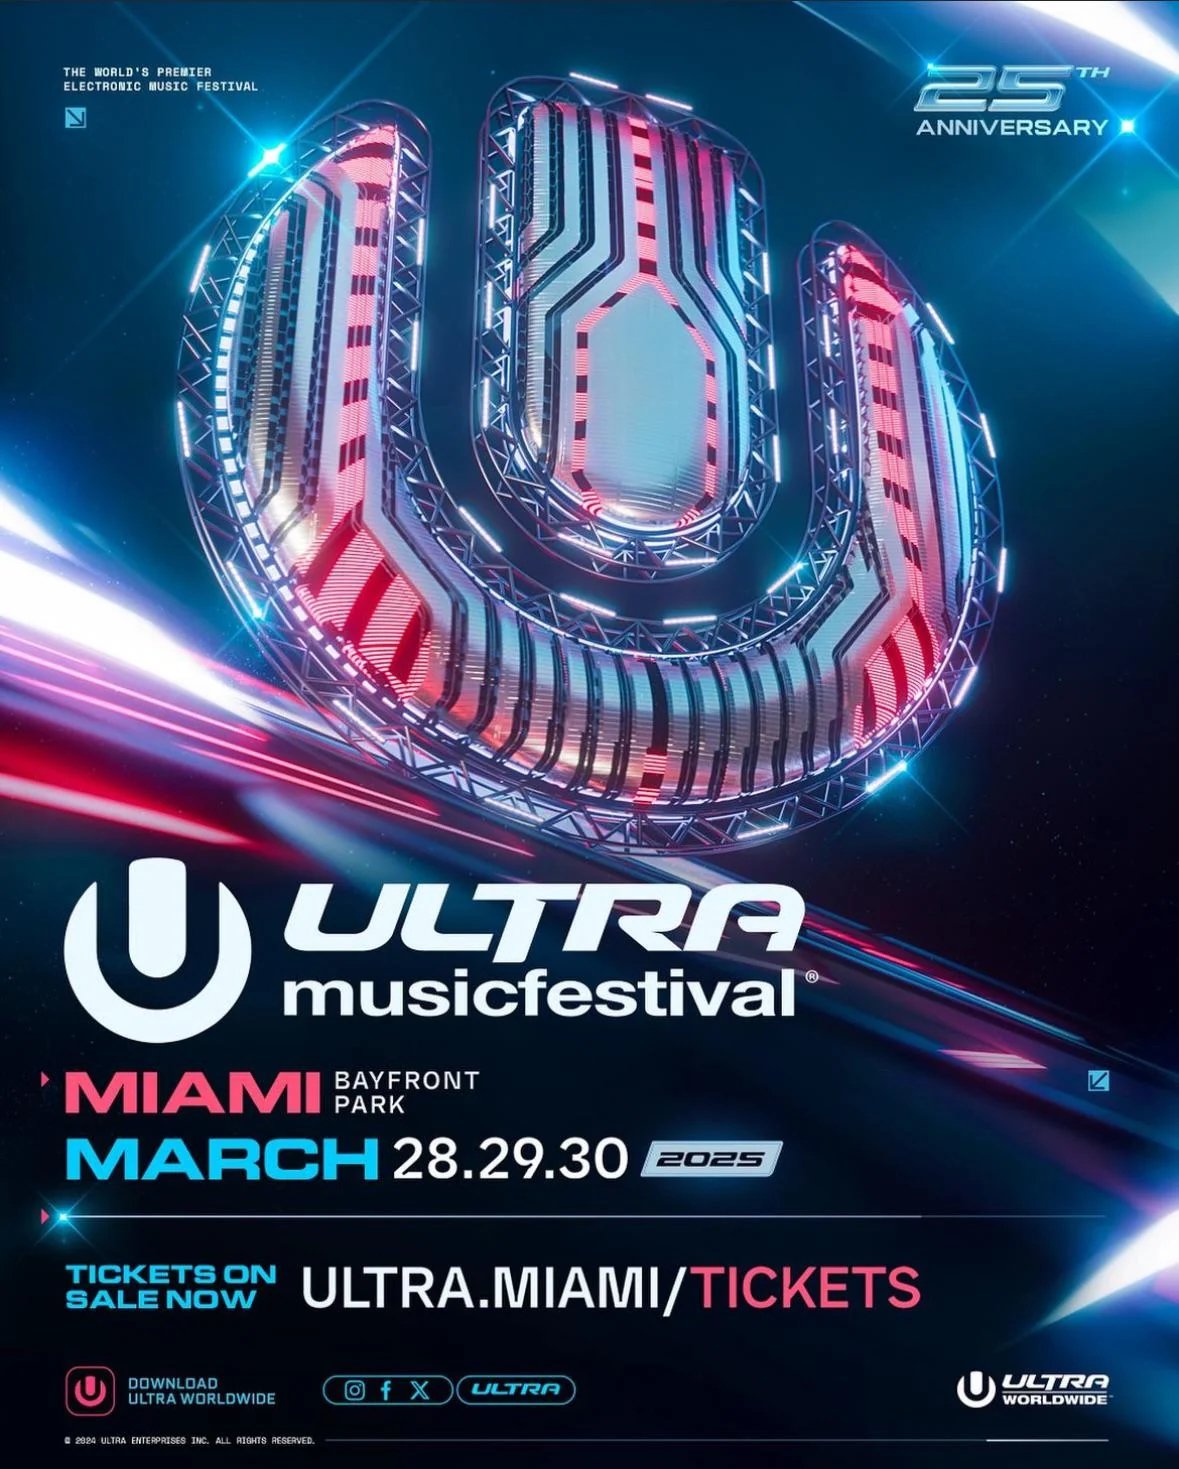 THE WORLD'S PREMIER
ELECTRONIC MUSIC FESTIVAL
25TH
ANNIVERSARY
ULTRA
musicfestival®
MIAMI BAYFRONT
PARK
MARCH 28.29.30 2025
TICKETS ON
SALE NOW
ULTRA.MIAMI/TICKETS
DOWNLOAD
ULTRA WORLDWIDE
ULTRA
ULTRA
WORLDWIDE™
© 2024 ULTRA ENTERPRISES INC. ALL RIGHTS RESERVED.